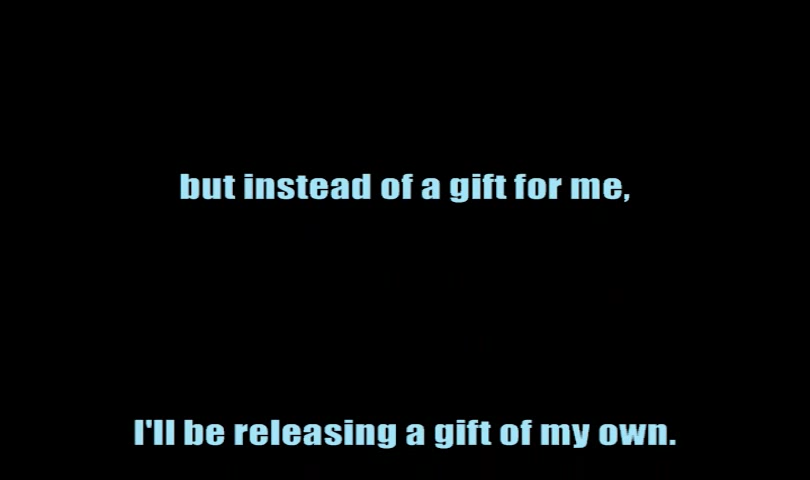 but instead of a gift for me,
I'll be releasing a gift of my own.